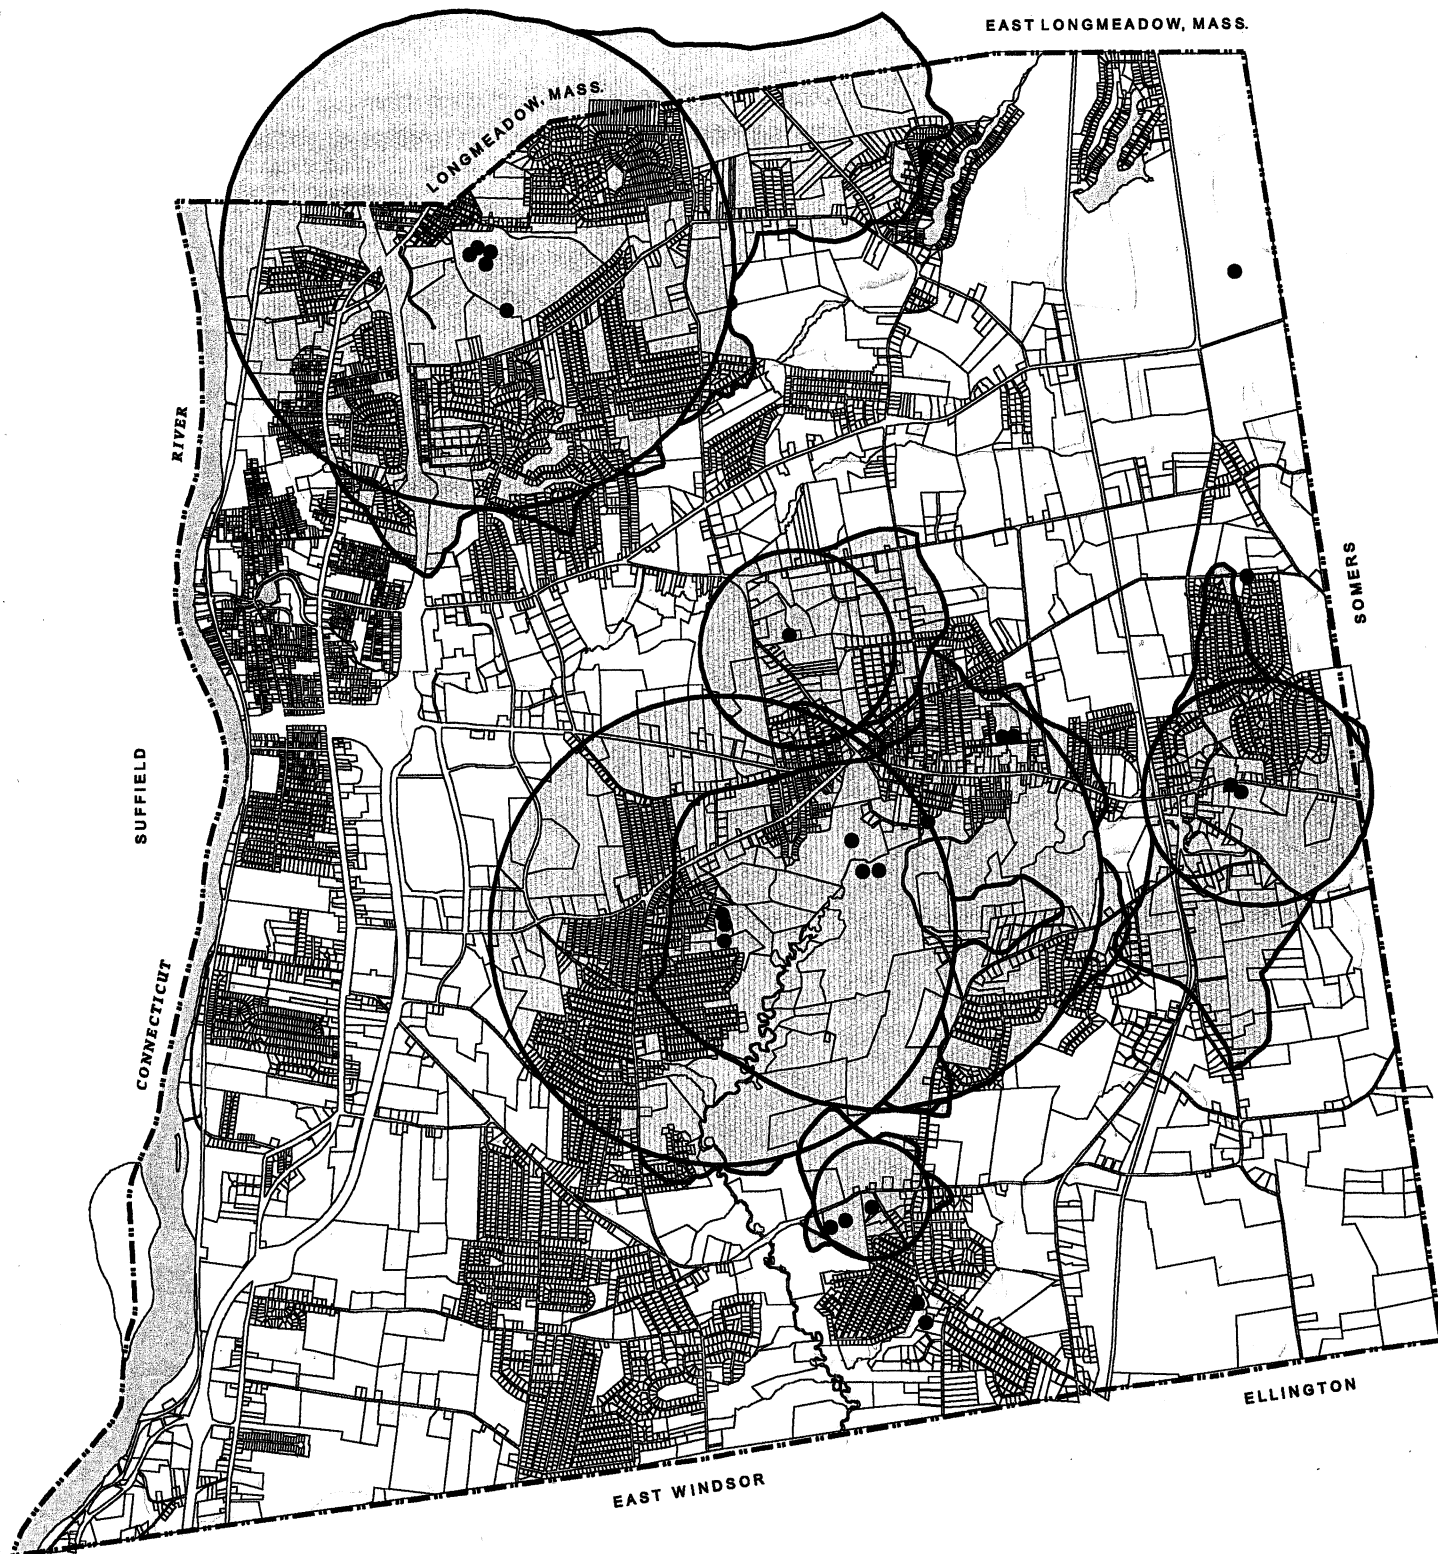 EAST LONGMEADOW, MASS.
LONGMEADOW, MASS.
RIVER
SOMERS
SUFFIELD
CONNECTICUT
ELLINGTON
EAST WINDSOR